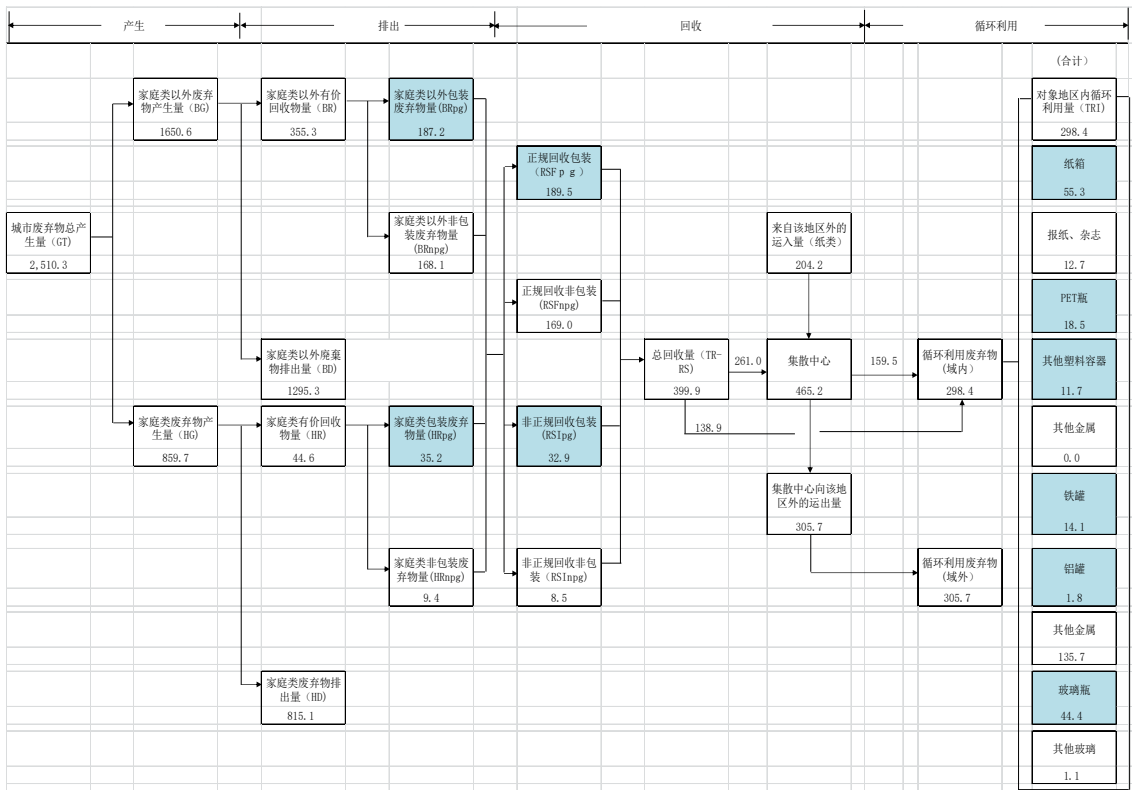 产生
排出
回收
循环利用
(合计)
家庭类以外废弃
物产生量（BG)
1650.6
家庭类以外有价
回收物量（BR)
355.3
家庭类以外包装
废弃物量(BRpg)
187.2
对象地区内循环
利用量（TRI)
298.4
正规回收包装
（RSFｐｇ）
189.5
纸箱
55.3
城市废弃物总产
生量（GT)
2,510.3
家庭类以外非包
装废弃物量
(BRnpg)
168.1
来自该地区外的
运入量（纸类）
204.2
报纸、杂志
12.7
正规回收非包装
(RSFnpg)
169.0
PET瓶
18.5
家庭类以外廃棄
物排出量（BD)
1295.3
总回收量（TR-
RS)
399.9
261.0
集散中心
465.2
159.5
循环利用废弃物
(域内)
298.4
其他塑料容器
11.7
家庭类废弃物产
生量（HG)
859.7
家庭类有价回收
物量（HR)
44.6
家庭类包装废弃
物量(HRpg)
35.2
非正规回收包装
(RSIpg)
32.9
138.9
其他金属
0.0
集散中心向该地
区外的运出量
305.7
铁罐
14.1
家庭类非包装废
弃物量(HRnpg)
9.4
非正规回收非包
装（RSInpg)
8.5
循环利用废弃物
(域外)
305.7
铝罐
1.8
其他金属
135.7
家庭类废弃物排
出量（HD)
815.1
玻璃瓶
44.4
其他玻璃
1.1